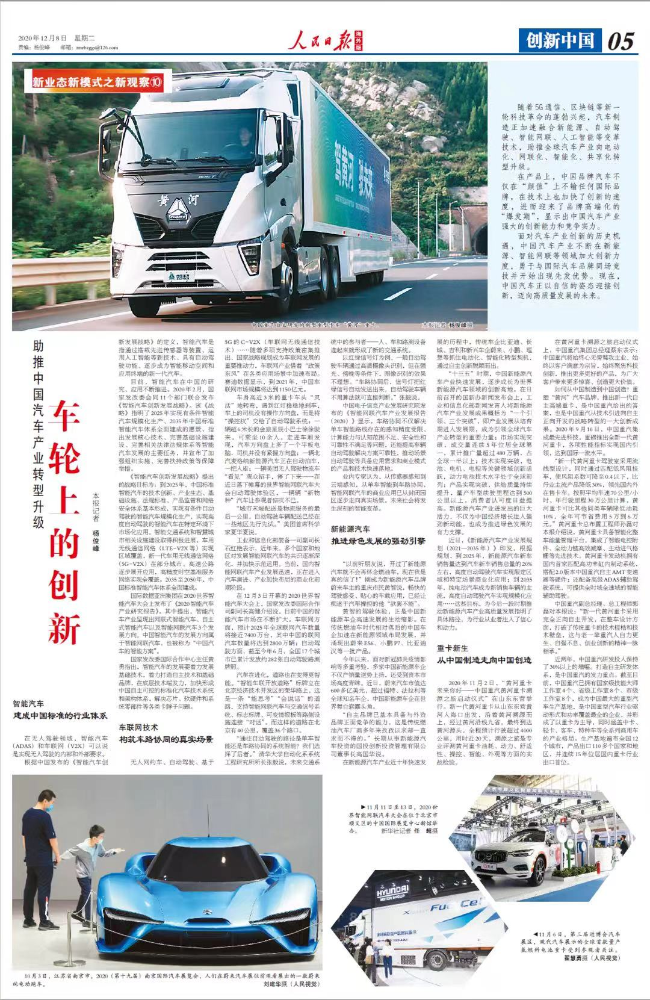 2020年12月8日 星期二
责编：杨俊峰 邮箱：rmrbzggs@126.com
人民日报
海外版
创新中国
05
新业态新模式之新观察⑩
黄河
驾黄河 驶未来
中国重汽自主研发的新型重型卡车“黄河”重卡。
本报记者 杨俊峰摄
随着5G通信、区块链等新一
轮科技革命的蓬勃兴起，汽车制
造正加速融合新能源、自动驾
驶、智能网联、人工智能等变革
技术，助推全球汽车产业向电动
化、网联化、智能化、共享化转
型升级。
在产品上，中国品牌汽车不
仅在“颜值”上不输任何国际品
牌，在技术上也加快了创新的速
度，进而迎来了品牌高端化的
“爆发期”，显示出中国汽车产业
强大的创新能力和竞争实力。
面对汽车产业创新的历史机
遇，中国汽车产业不断在新能
源、智能网联等领域加大创新力
度，勇于与国际汽车品牌同场竞
技并开始出现先发优势。现在，
中国汽车正以自信的姿态迎接创
新，迈向高质量发展的未来。
助推中国汽车产业转型升级
车轮上的创新
本报记者 杨俊峰
智能汽车
建成中国标准的行业体系
在无人驾驶领域，智能汽车
（ADAS）和车联网（V2X）可以说
是实现无人驾驶的内部和外部要求。
根据中国发布的《智能汽车创
新发展战略》的定义，智能汽车是
指通过搭载先进传感器等装置、运
用人工智能等新技术、具有自动驾
驶功能、逐步成为智能移动空间和
应用终端的新一代汽车。
目前，智能汽车在中国的研
究、应用不断推进。2020年2月，国
家发改委会同11个部门联合发布
《智能汽车创新发展战略》。该《战
略》指明了2025年实现有条件智能
汽车规模化生产、2035年中国标准
智能汽车体系全面建成的愿景，指
出发展核心技术、完善基础设施建
设、完善相关法律法规体系等智能
汽车发展的主要任务，并宣布了加
强组织实施、完善扶持政策等保障
举措。
《智能汽车创新发展战略》提出
的战略目标为：到2025年，中国标准
智能汽车的技术创新、产业生态、基
础设施、法规标准、产品监管和网络
安全体系基本形成，实现有条件自动
驾驶的智能汽车规模化生产，实现高
度自动驾驶的智能汽车在特定环境下
市场化应用。智能交通系统和智慧城
市相关设施建设取得积极进展，车用
无线通信网络（LTE-V2X等）实现
区域覆盖，新一代车用无线通信网络
（5G-V2X）在部分城市、高速公路
逐步开展应用，高精度时空基准服务
网络实现全覆盖。2035至2050年，中
国标准智能汽车体系全面建成。
国际数据亚洲集团在2020世界
智能汽车大会上发布了《2020智能汽车
产业研究报告》。其中提出，智能汽
车产业呈现出网联式智能汽车、自主
式智能汽车以及智能网联汽车3个发
展方向。中国智能汽车的发展方向属
于智能网联汽车，也被称为“中国汽
车的智能方案”。
国家发改委国际合作中心主任黄
勇指出，智能汽车的发展要着力发展
基础技术，着力打造自主技术和基础
品牌，在底层技术端发力，加快形成
中国自主可控的标准化汽车技术系统
和架构体系，解决芯片、软硬件和系
统零部件等各类卡脖子问题。
车联网技术
构筑车路协同的真实场景
无人网约车、自动驾驶、基于
5G的C-V2X（车联网无线通信技
术）……随着多项支持政策密集推
出，国家战略规划成为车联网发展的
重要推动力，车联网产业借着“政策
东风”在各类应用场景中加速布局。
赛迪数据显示，到2021年，中国车
联网市场规模将达到1150亿元。
车身高近3米的重卡车头“灵
活”地转弯，遇到红灯稳稳地刹车，
车上的司机没有操作方向盘，而是将
“操控权”交给了自动驾驶系统；一
辆超6米长的金旅星辰小巴士徐徐驶
来，可乘坐10余人。走进车厢发
现，汽车方向盘上多了一个平板电
脑，司机并没有紧握方向盘；一辆北
汽麦格纳新能源汽车正在自动泊车，
一把入库；一辆美团无人驾驶物流车
“看见”观众招手，停了下来……在
近日落下帷幕的世界智能网联汽车大
会自动驾驶体验区，一辆辆“新物
种”汽车让参观者惊叹不已。
“城市末端配送是物流服务的最
后一公里，自动驾驶车辆配送已经在
一些地区先行先试。”美团首席科学
家夏华夏说。
工业和信息化部装备一司副司长
石红艳表示，近年来，多个国家和地
区对发展智能网联汽车的共识逐渐深
化，并加快示范运用。当前，国内智
能网联汽车产业发展迅速，正在进入
汽车演进、产业加快布局的商业化前
期阶段。
在12月3日开幕的2020世界智
能汽车大会上，国家发改委国际合作
司副司长高健介绍说，目前中国的智
能汽车市场在不断扩大。车联网方
面，预计2025年全球联网汽车数量
将接近7400万台，其中中国的联网
汽车数量将达到2800万辆；自动驾
驶方面，截至今年6月，全国17个城
市已累计发放约282张自动驾驶路测
牌照。
汽车在进化，道路也在变得更智
能。“智能车联开放道路”标牌立在
北京经济技术开发区的荣华路上，这
是一条“能思考”“会说话”的道
路，支持智能网联汽车与交通信号系
统、标志标牌、可变情报板等路侧设
施连接“对话”。而这样的道路在北
京有40公里，覆盖36个路口。
“通往自动驾驶的路径是单车智
能还是车路协同的系统智能？我们选
择了后者。”清华大学自动化系系统
工程研究所所长张毅说，未来交通系
统中的参与者——人、车和路测设备
连起来就形成了新的交通系统。
以红绿信号灯为例，一般自动驾
驶车辆通过高清摄像头识别，但在强
光、傍晚等条件下，图像识别的效果
不理想。“车路协同后，信号灯把红
绿信号自动发送出来，自动驾驶车辆
不用算法就可直接判断。”张毅说。
中国电子信息产业发展研究院发
布的《智能网联汽车产业发展报告
（2020）》显示，车路协同不仅解决
单车智能路线存在的感知精度受限、
计算能力与认知范围不足、安全性和
可靠性不满足等问题，还能提高车辆
自动驾驶解决方案可靠性，推动场景
自动驾驶等具备应用需求和商业模式
的产品和技术快速落地。
业内专家认为，从传感器感知到
云端感知，从单车智能到车路协同，
智能网联汽车的商业应用已从封闭园
区逐步走向真实场景，未来社会将发
生深刻的智能变革。
新能源汽车
推进绿色发展的强劲引擎
“以前听朋友说，开过了新能源
汽车就不会再怀念燃油车，现在我是
真的信了！”刚成为新能源汽车品牌
蔚来车主的重庆市民黄智说，畅快的
驾驶感受、贴心的车载应用，已经让
痴迷于汽车操控的他“欲罢不能”。
黄智的驾驶体验，正是中国新
能源车企高速发展的生动缩影。在
传统燃油车时代相对落后的中国车
企加速在新能源领域布局发展，并
涌现出蔚来ES6、小鹏P7、比亚迪
汉等一批产品。
今年以来，面对新冠肺炎疫情影
响等多重考验，多家中国新能源车企
不仅产销量逆势上扬，还受到资本市
场高度青睐。近日，蔚来汽车市值达
600多亿美元，超过福特、法拉利等
全球知名车企，中国新能源车企在世
界舞台崭露头角。
“自主品牌已基本具备与外资
品牌正面竞争的能力，这是传统燃
油汽车厂商多年来孜孜以求却一直
求而不得的。”长期从事新能源汽
车投资的国投创新投资管理有限公
司董事长高国华说。
在新能源汽车产业近十年快速发
展的历程中，传统车企比亚迪、长
城、吉利和新兴车企蔚来、小鹏、理
想等抓住电动化、智能化转型契机，
通过自主创新脱颖而出。
“十三五”时期，中国新能源汽
车产业快速发展，逐步成长为世界
新能源汽车领域的创新高地。在日
前召开的国新办新闻发布会上，工
业和信息化部新闻发言人将新能源
汽车产业发展成果概括为“一个引
领、三个突破”，即产业发展从培育
期进入发展期，成为引领全球汽车
产业转型的重要力量；市场实现突
破，成交量连续5年位居全球第
一，累计推广量超过480万辆，占
全球一半以上；技术实现突破，电
池、电机、电控等关键领域创新活
跃，动力电池技术水平处于全球前
列；产品实现突破，供给质量持续
提升，量产车型续驶里程达到500
公里以上，消费者认可度日益提
高。新能源汽车产业迸发出的巨大
活力，不仅为中国经济增长注入强
劲新动能，也成为推进绿色发展的
有力支撑。
近日，《新能源汽车产业发展规
划（2021—2035年）》印发，根据
规划，到2025年，新能源汽车新车
销售量达到汽车新车销售总量的20%
左右，高度自动驾驶汽车实现限定区
域和特定场景商业化应用；到2035
年，纯电动汽车成为新销售车辆的主
流，高度自动驾驶汽车实现规模化应
用……这些目标，为今后一段时期推
动新能源汽车产业高质量发展指明了
具体路径，为行业从业者注入了信心
和动力。
重卡新生
从中国制造走向中国创造
2020年11月2日，“黄河重卡
未来你好——中国重汽黄河重卡溯
源之旅启动仪式”在山东东营举
行。新一代黄河重卡从山东东营黄
河入海口出发，沿着黄河溯源而
上，经过黄河沿线九省，最终到达
黄河源头。全程预计行驶超过4000
公里，用时近20天，溯源之旅是专
业评测黄河重卡油耗、动力、舒适
性、操控、智能、外观等方面的实
战检验。
在黄河重卡溯源之旅启动仪式
上，中国重汽集团总经理蔡东表示：
中国重汽将始终心无旁骛攻主业，始
终以客户满意为宗旨，始终聚焦科技
创新，推出更多更好的产品，为广大
客户带来更多惊喜、创造更大价值。
如何从中国制造到中国创造？重
塑“黄河”汽车品牌，推出新一代自
主高端重卡，是中国重汽给出的答
案，也是中国重汽从技术引进向自主
正向开发的战略转型的一大创新成
果。2020年9月16日，中国重汽集
成最先进科技，重磅推出全新一代黄
河重卡，各项性能指标实现国内引
领、达到国际一流水平。
“新一代黄河重卡驾驶室采用流
线型设计，同时通过匹配低风阻挂
车，使风阻系数可降至0.4以下，比
行业主流产品降低30%，领先国内外
在售卡车。按照平均车速70公里/小
时、年行驶里程30万公里计算，黄
河重卡可比其他同类车辆降低油耗
10%，全年可节省费用5万到6万
元。”黄河重卡总布置工程师孙磊对
本报介绍说，黄河重卡具备智能化整
车能量管理平台，集成了智能电控附
件、全动力链高效减摩、主动进气格
栅等先进技术。黄河重卡发动机拥有
国内首家匹配高功率缸内制动系统，
搭配2.0版本中国重汽自主AMT变速
器等硬件；还配备高级ADAS辅助驾
驶系统，可提供全时域全速域的智能
辅助驾驶。
中国重汽副总经理、总工程师郭
磊对本报说：“新一代黄河重卡采用
完全正向自主开发，在整车设计方
面，打破了传统重卡的技术桎梏和技
术壁垒，这与老一辈重汽人自力更
生、自强不息、创业创新的精神一脉
相承。”
近两年，中国重汽研发投入保持
了30%以上的增幅。打造自主研发体
系，是中国重汽的发力重点。截至目
前，中国重汽已拥有国家级技能大师
工作室4个、省级工作室8个、市级
工作室8个，成为中国最大的重型汽
车生产基地，是中国重型汽车行业驱
动形式和功率覆盖最全的企业，并形
成了以重卡为主导，同时涵盖中卡、
轻卡、客车、特种车等全系列商用车
的产业格局。生产基地遍布全国12
个城市，产品出口110多个国家和地
区，并连续15年位居国内重卡行业
出口首位。
10月3日，江苏省南京市，2020（第十九届）南京国际汽车展览会，人们在蔚来汽车展位前观看展出的一款蔚来
纯电动跑车。
刘建华摄（人民视觉）
▶11月11日至13日，2020世
界智能网联汽车大会在位于北京市
顺义区的中国国际展览中心新馆举
办。 新华社记者 任超摄
HYUNDAI
MOTOR GROUP
◀11月6日，第三届进博会汽车
展区，现代汽车展示的全球首款量产
氢燃料电池重卡受到参观者关注。
翟慧勇摄（人民视觉）